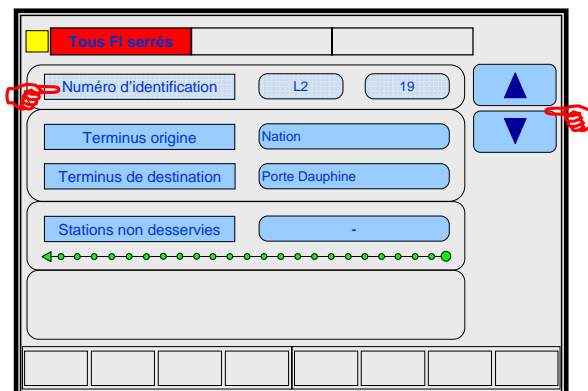 Tous FI serrés
Numéro d'identification L2 19
Terminus origine Nation
Terminus de destination Porte Dauphine
Stations non desservies -